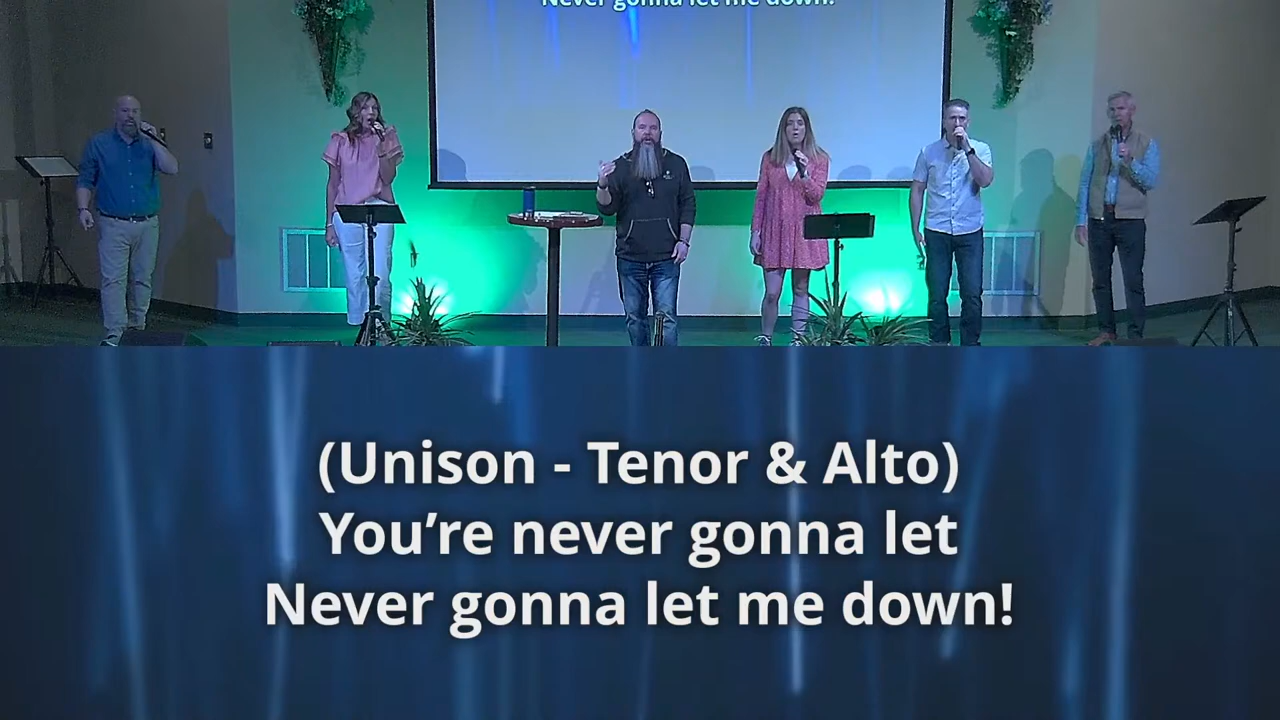 Never gonna let me down!
(Unison - Tenor & Alto)
You’re never gonna let
Never gonna let me down!